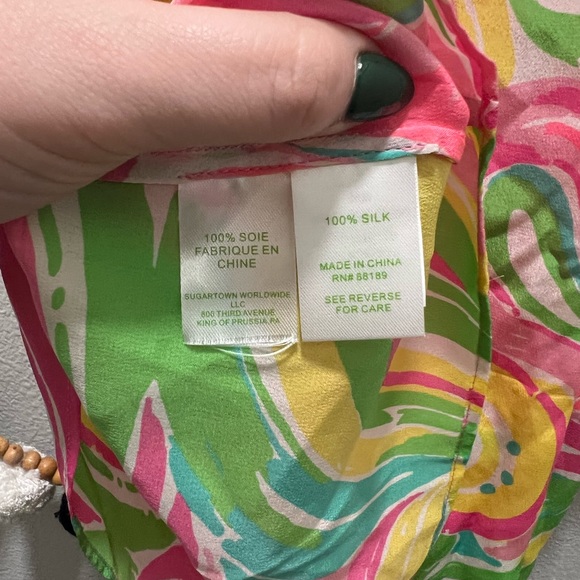 100% SOIE
FABRIQUE EN
CHINE
SUGARTOWN WORLDWIDE
LLC
800 THIRD AVENUE
KING OF PRUSSIA,PA
100% SILK
MADE IN CHINA
RN# 88189
SEE REVERSE
FOR CARE